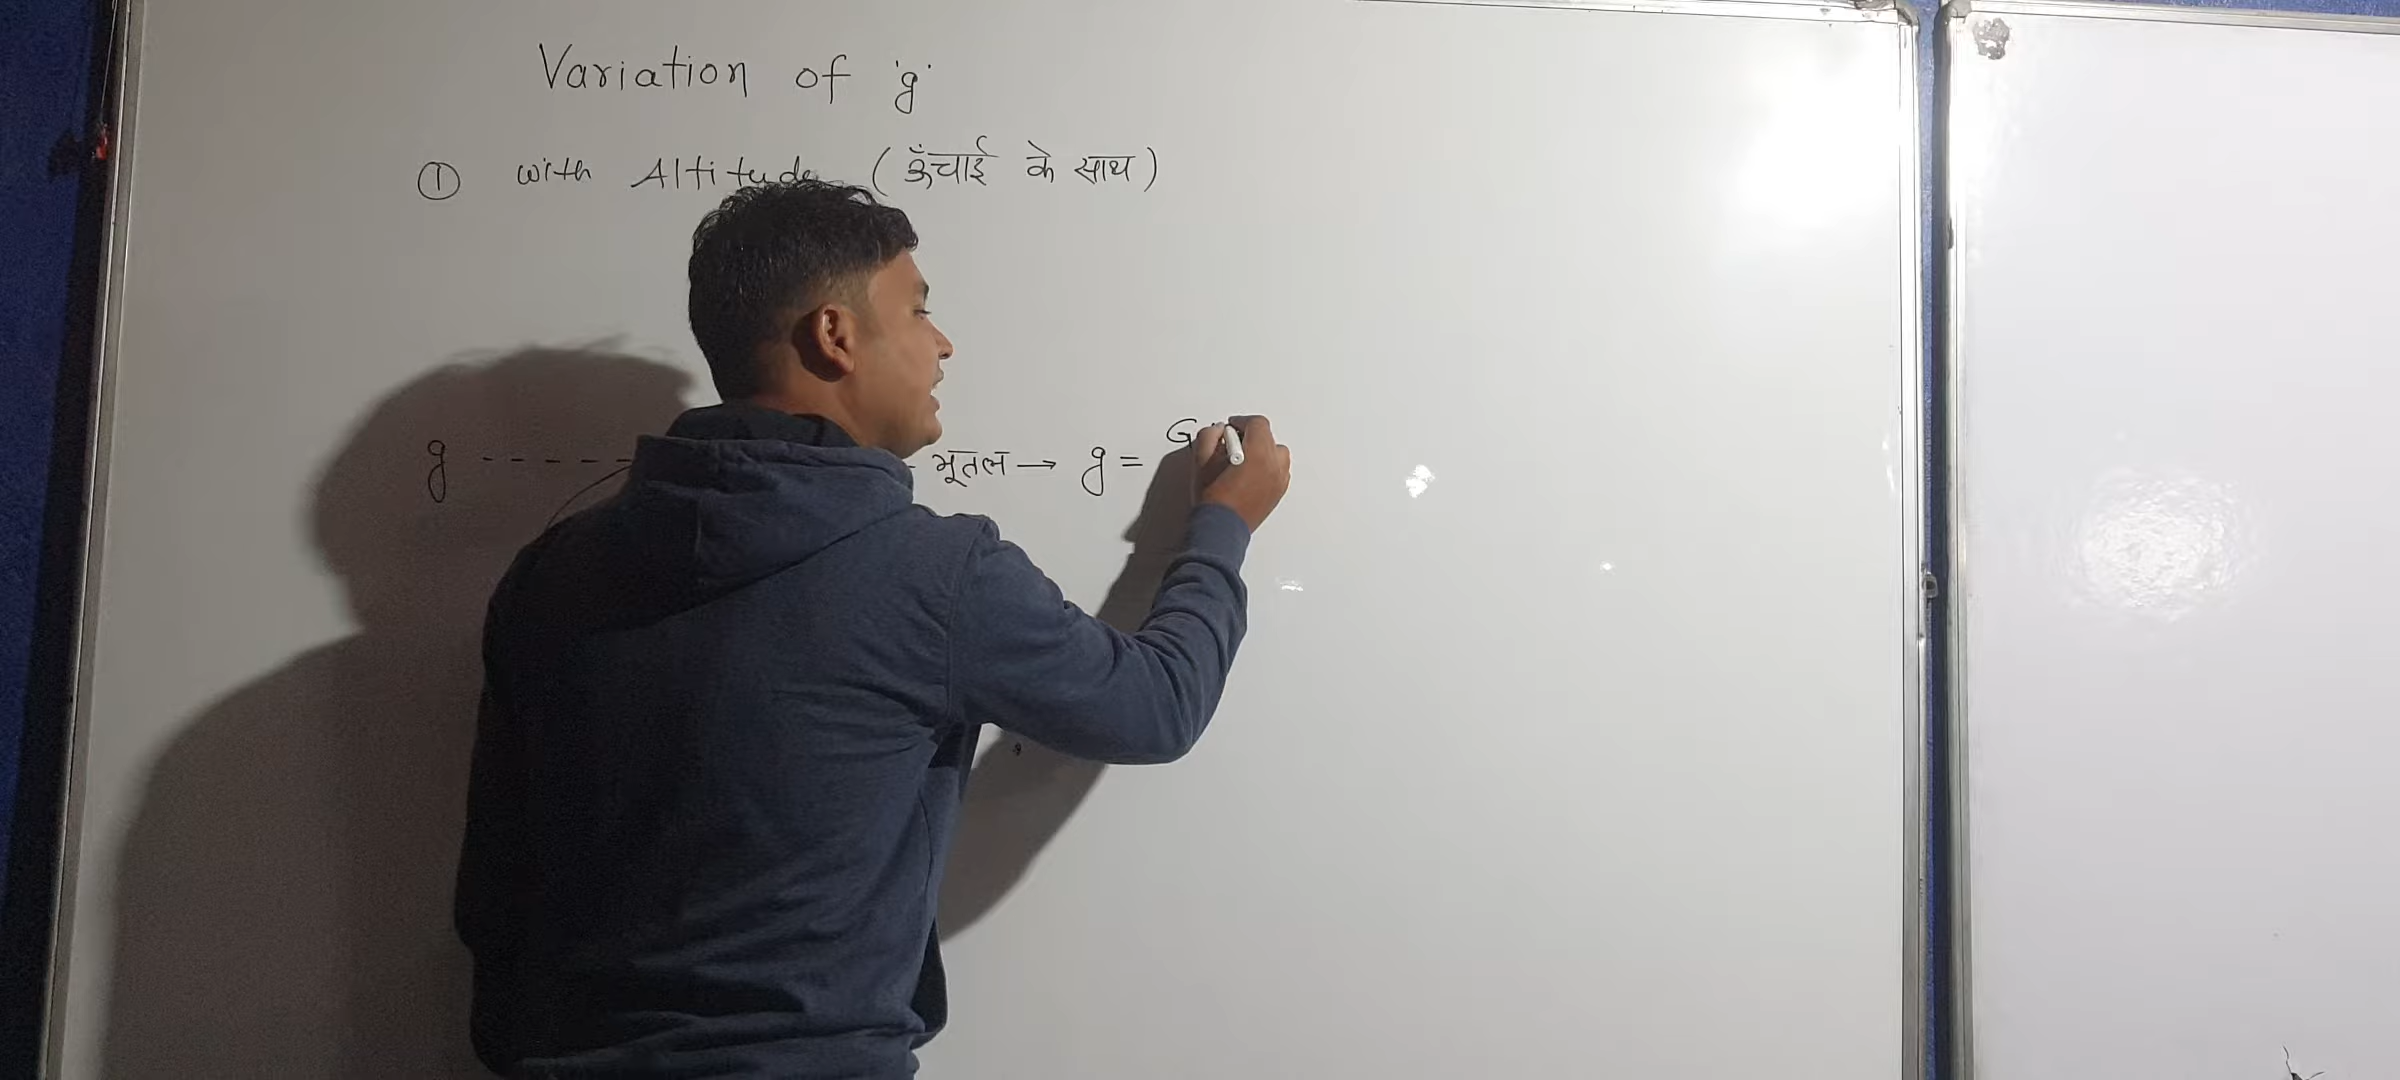 Variation of 'g'
① with Altitude (ऊँचाई के साथ)
g ----- - भूतल → g = G